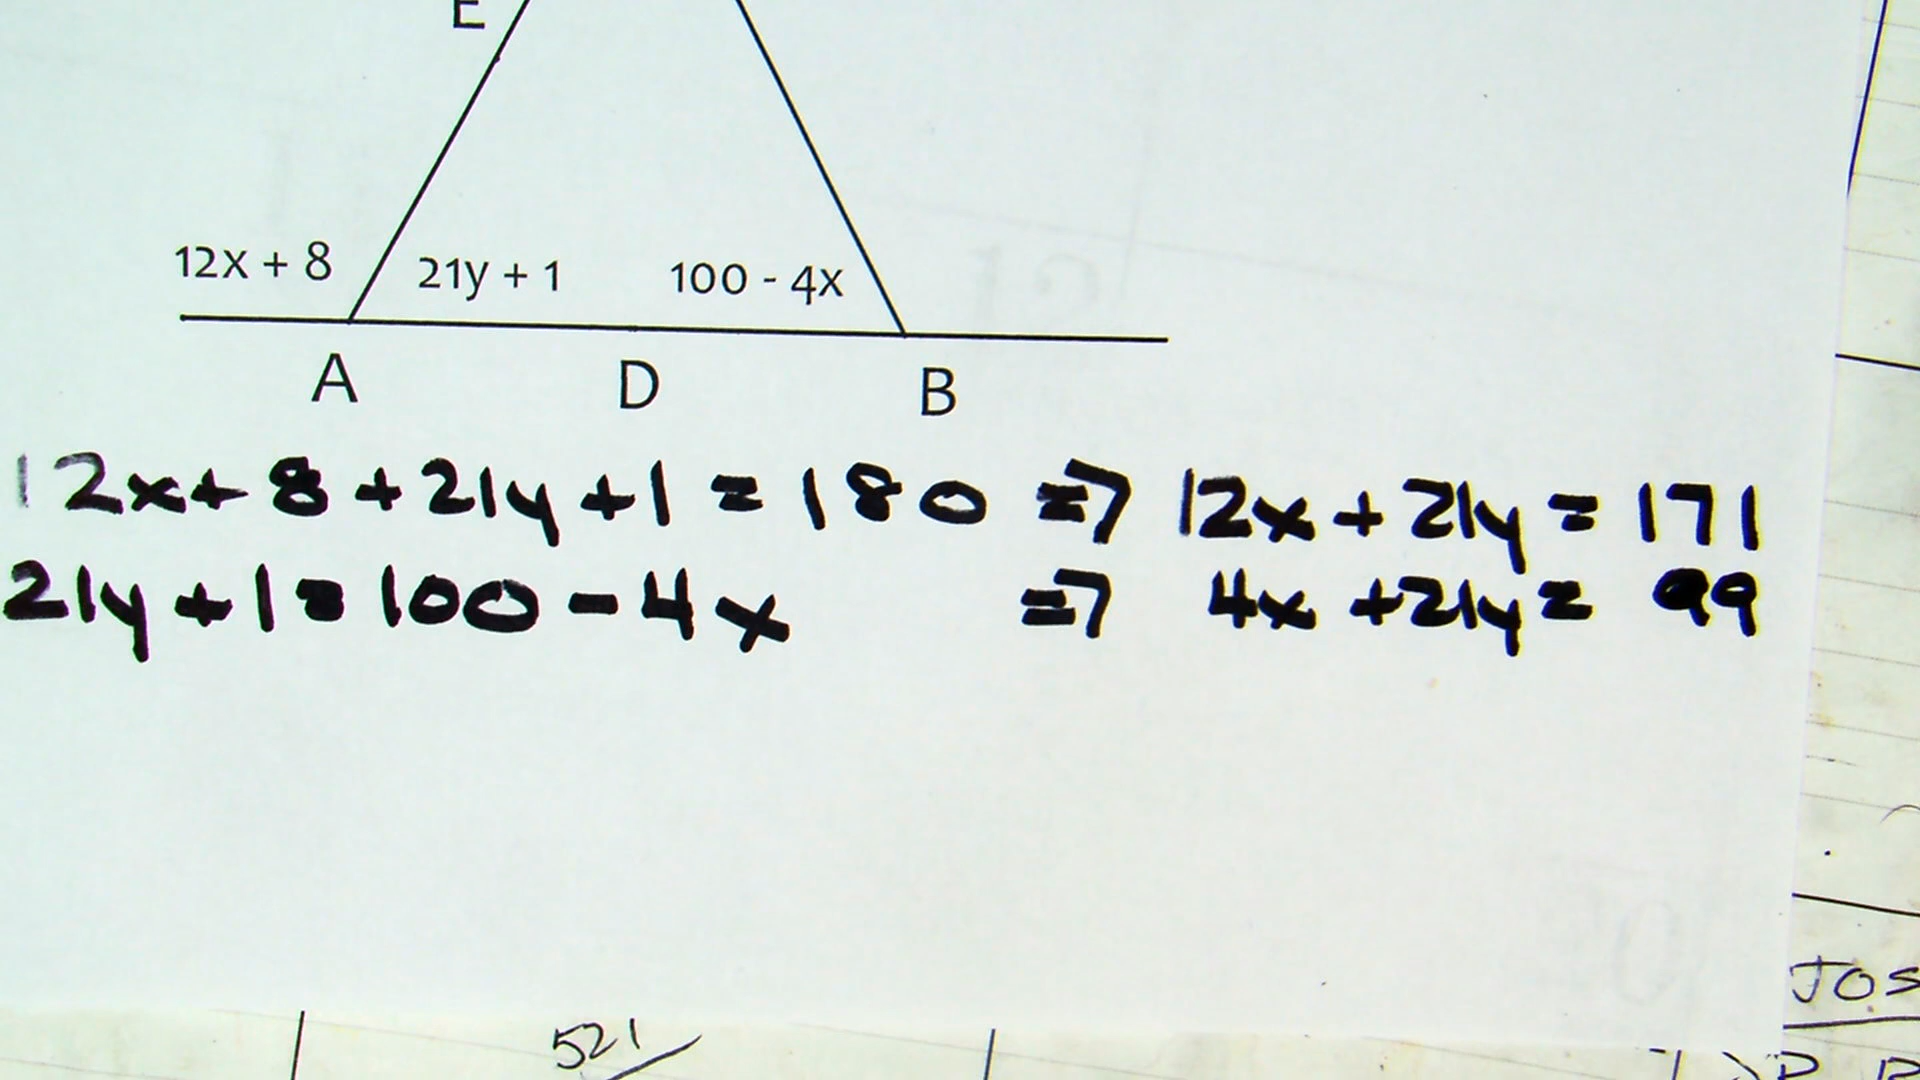 E
12x + 8
21y + 1
100 - 4x
A
D
B
12x + 8 + 21y + 1 = 180 => 12x + 21y = 171
21y + 1 = 100 - 4x => 4x + 21y = 99
JOS
521